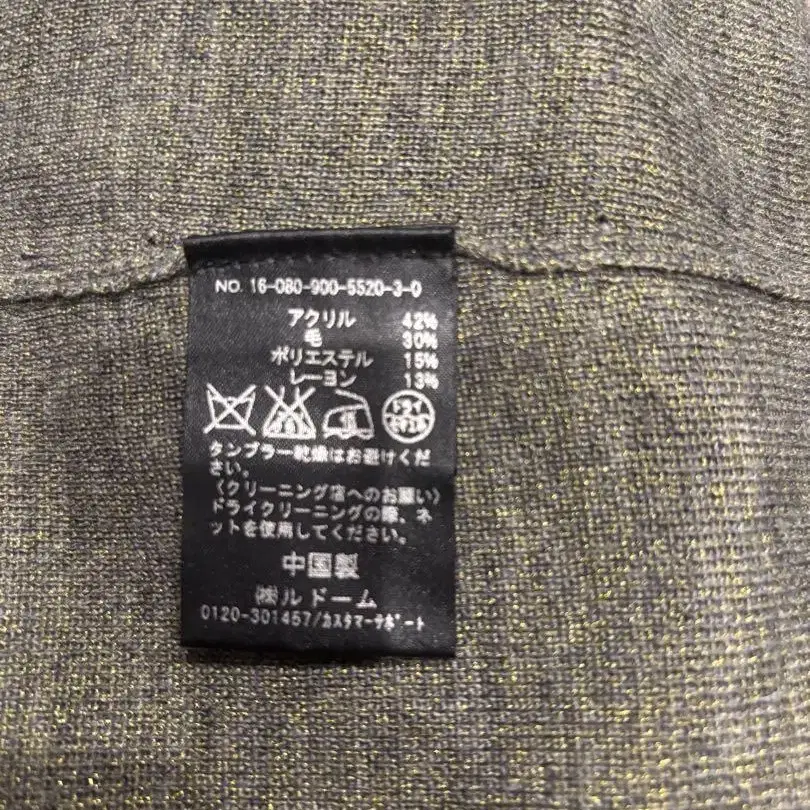 NO. 16-080-900-5520-3-0
アクリル 42%
毛 30%
ポリエステル 15%
レーヨン 13%
ドライ
タンブラー乾燥はお避けくだ
さい。
〈クリーニング店へのお願い〉
ドライクリーニングの際、ネ
ットを使用してください。
中国製
㈱ルドーム
0120-301457/カスタマーサポート